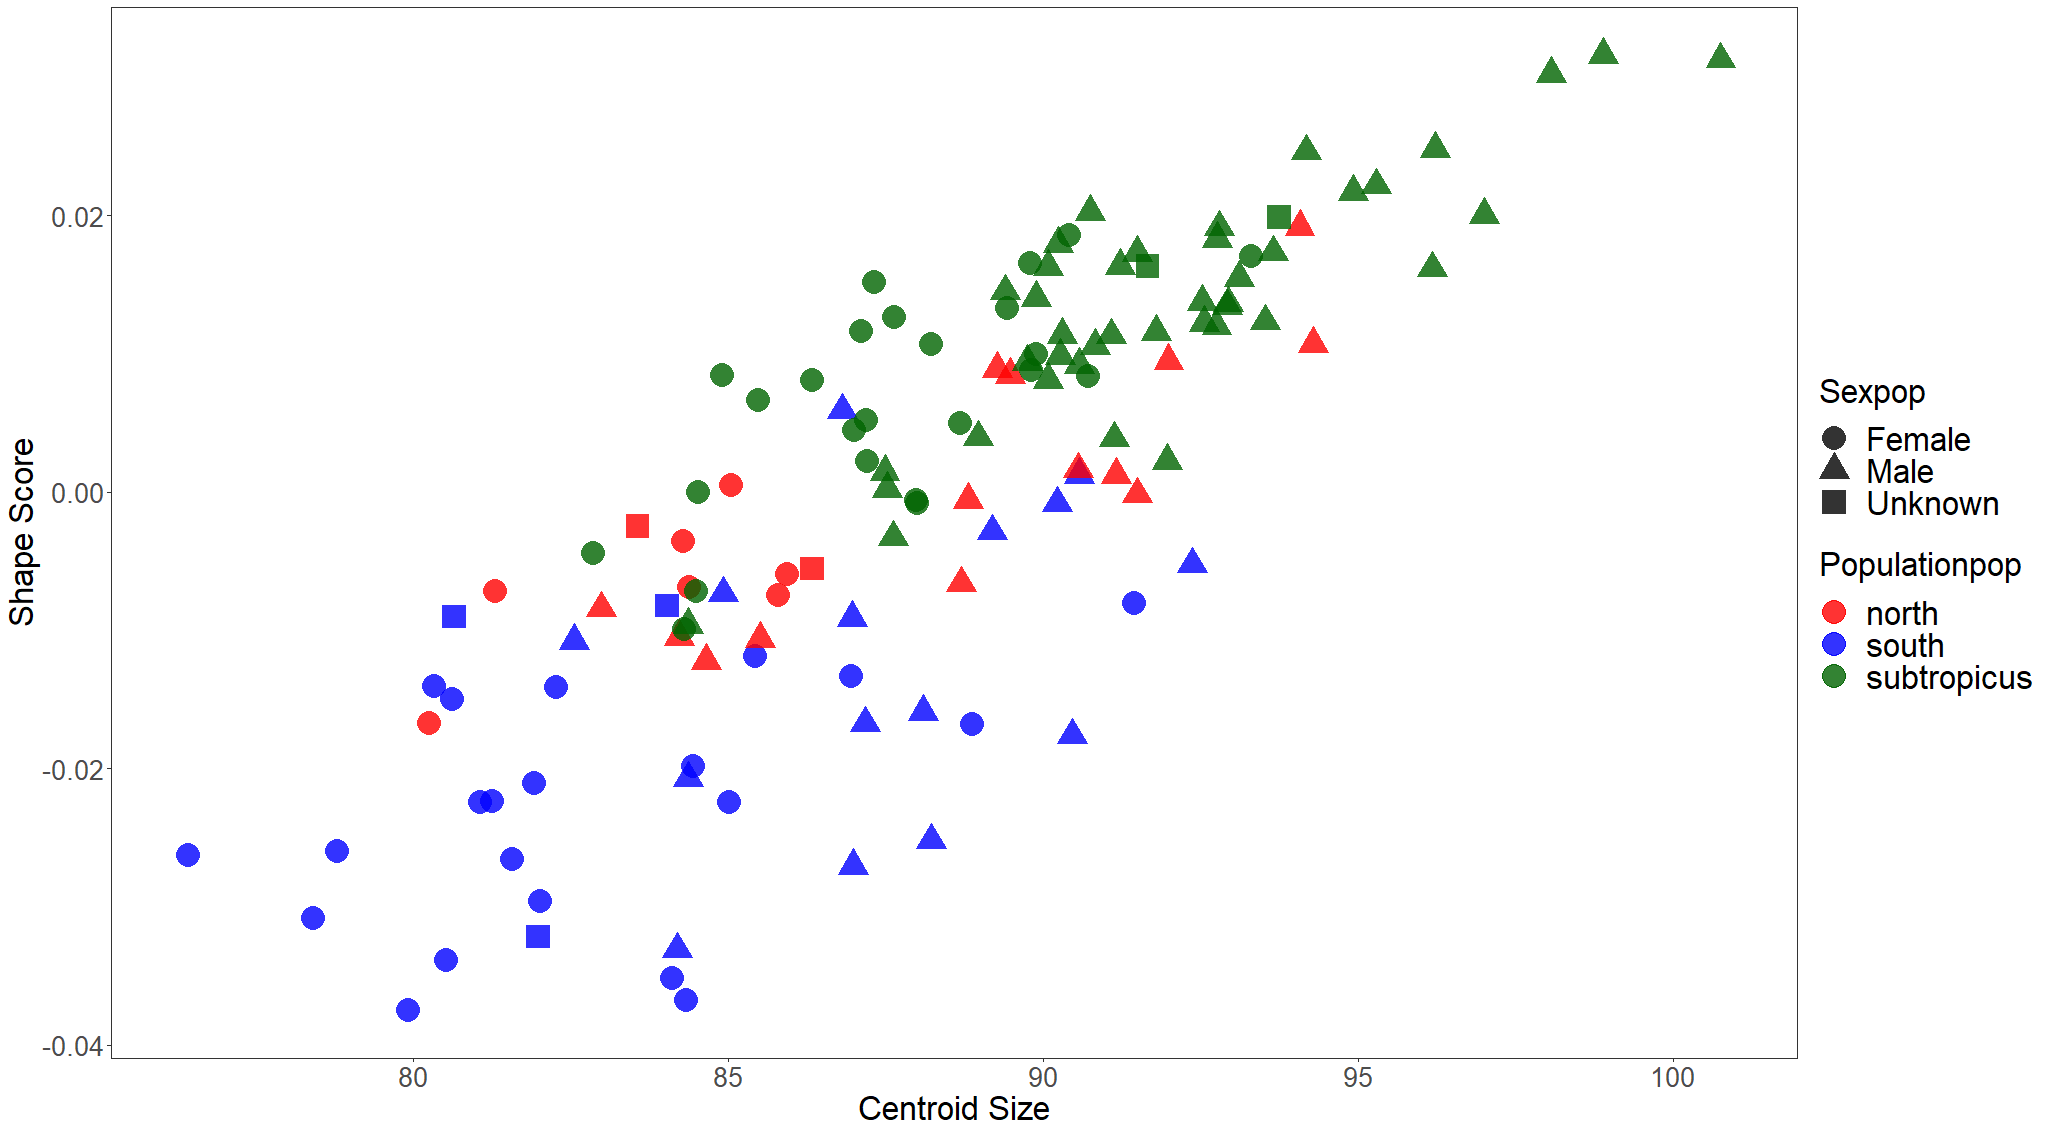 Shape Score
0.02
0.00
-0.02
-0.04
80
85
90
95
100
Centroid Size
Sexpop
Female
Male
Unknown
Populationpop
north
south
subtropicus